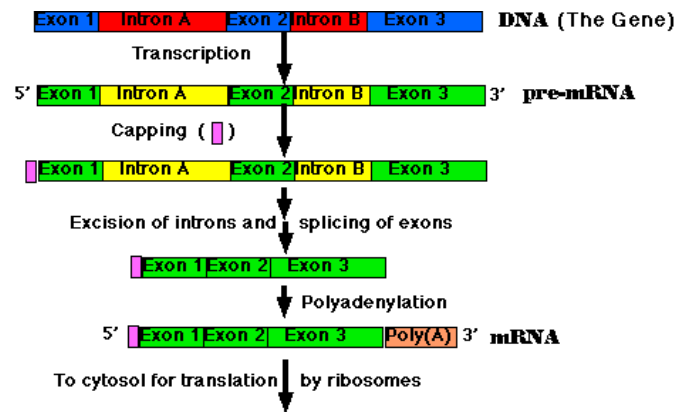 Exon 1 Intron A Exon 2 Intron B Exon 3 DNA (The Gene)
Transcription
5' Exon 1 Intron A Exon 2 Intron B Exon 3 3' pre-mRNA
Capping ( )
Exon 1 Intron A Exon 2 Intron B Exon 3
Excision of introns and splicing of exons
Exon 1 Exon 2 Exon 3
Polyadenylation
5' Exon 1 Exon 2 Exon 3 Poly(A) 3' mRNA
To cytosol for translation by ribosomes